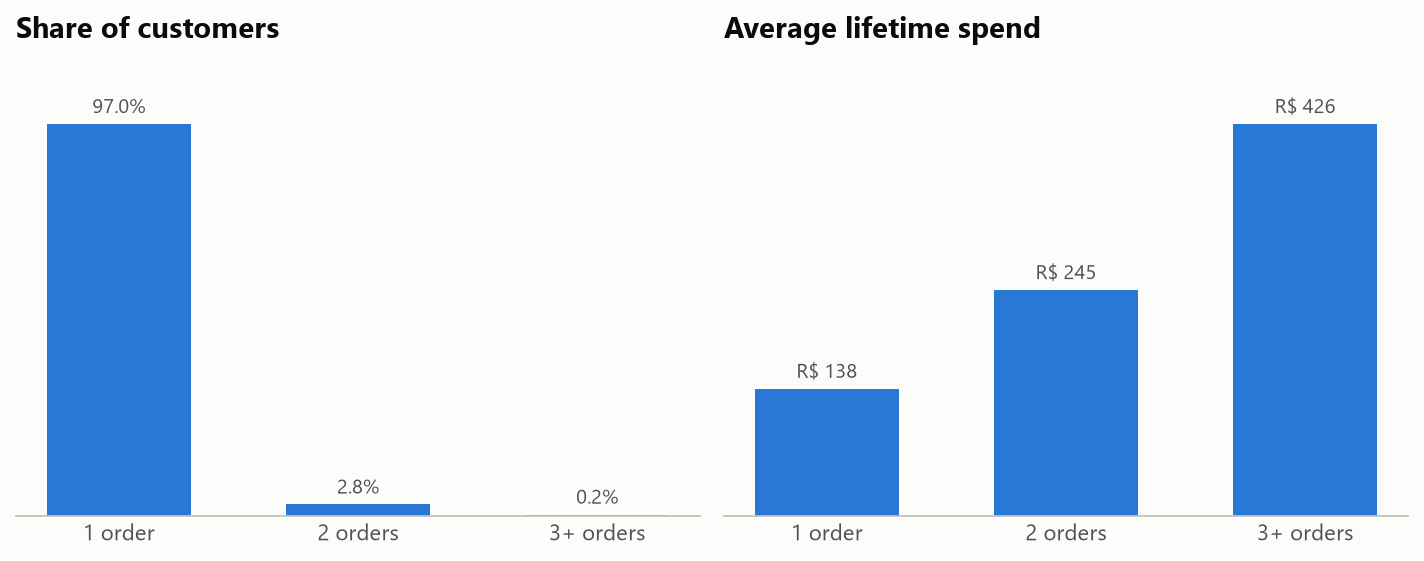 Share of customers
97.0%
2.8%
0.2%
1 order
2 orders
3+ orders
Average lifetime spend
R$ 426
R$ 245
R$ 138
1 order
2 orders
3+ orders